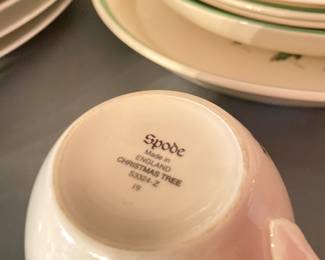 Spode
Made in
ENGLAND
CHRISTMAS TREE
S3324-Z
19